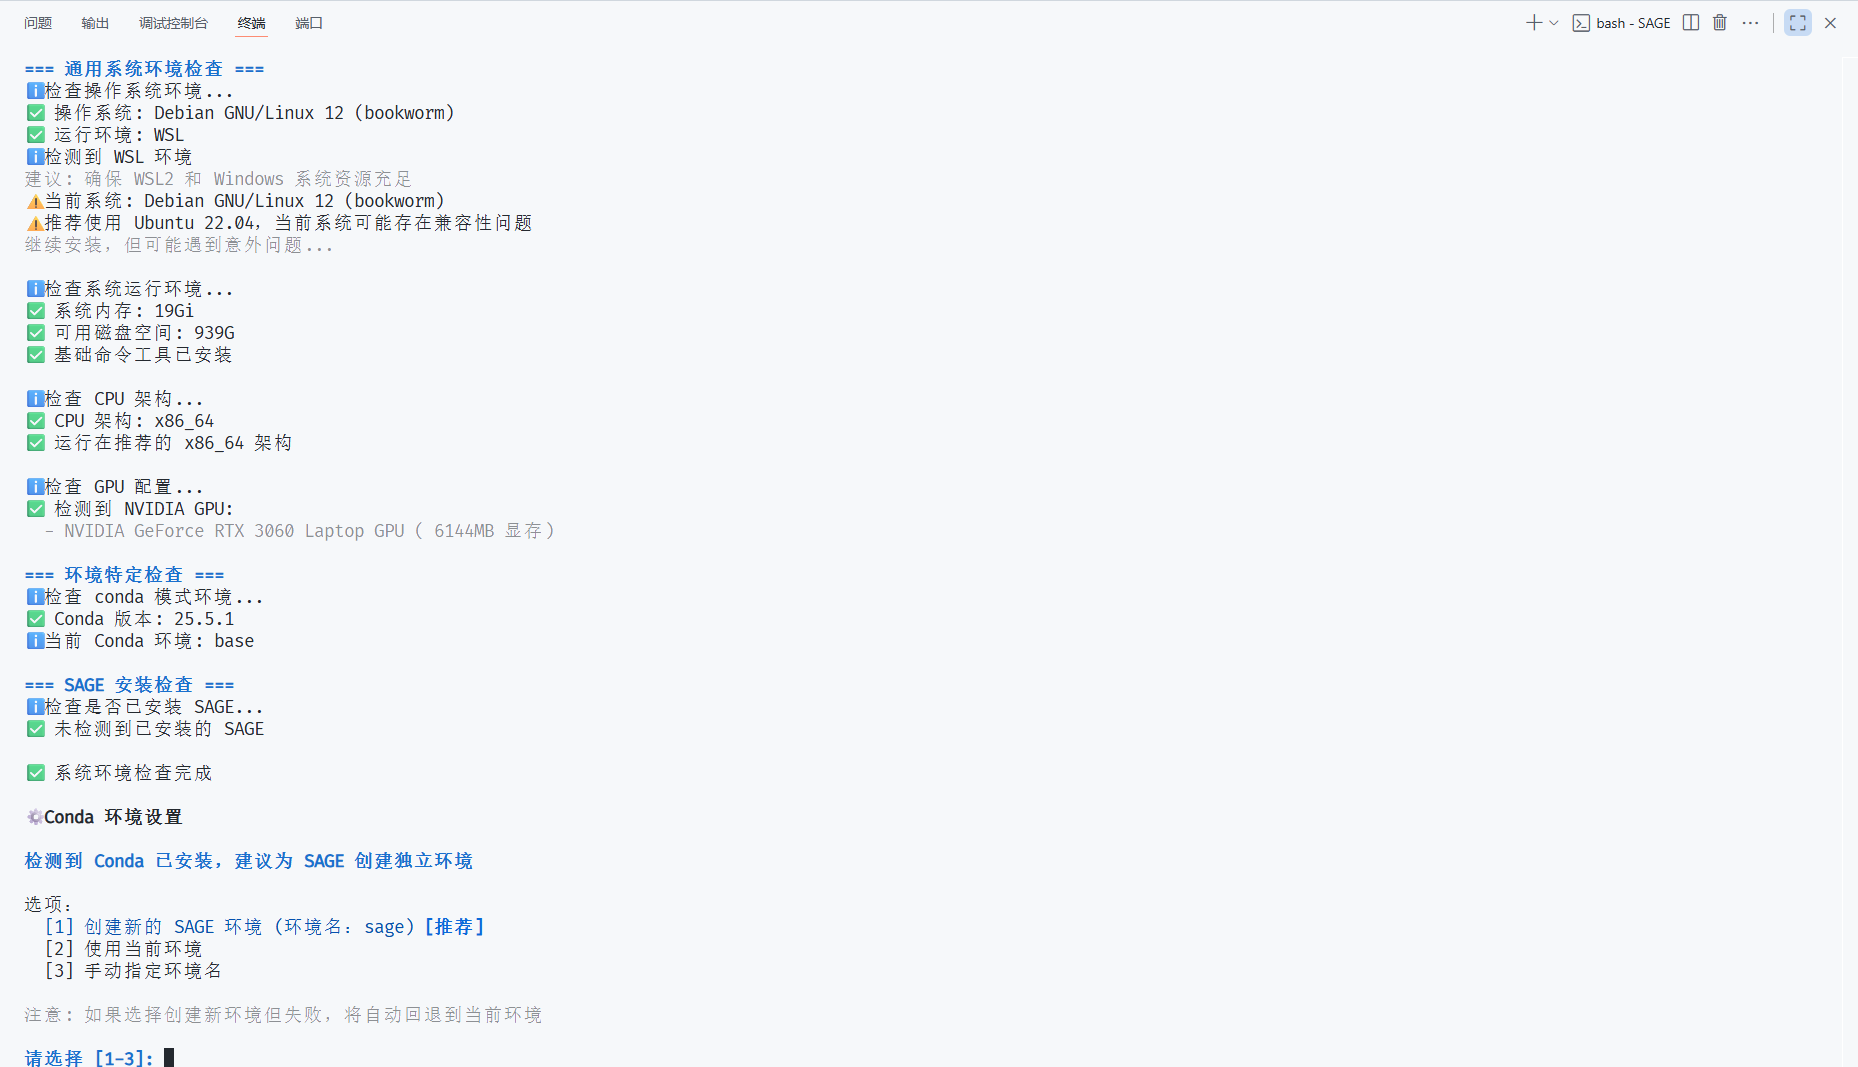 问题 输出 调试控制台 终端 端口 bash - SAGE
=== 通用系统环境检查 ===
ℹ️检查操作系统环境...
✅ 操作系统: Debian GNU/Linux 12 (bookworm)
✅ 运行环境: WSL
ℹ️检测到 WSL 环境
建议: 确保 WSL2 和 Windows 系统资源充足
⚠️当前系统: Debian GNU/Linux 12 (bookworm)
⚠️推荐使用 Ubuntu 22.04，当前系统可能存在兼容性问题
继续安装，但可能遇到意外问题...
ℹ️检查系统运行环境...
✅ 系统内存: 19Gi
✅ 可用磁盘空间: 939G
✅ 基础命令工具已安装
ℹ️检查 CPU 架构...
✅ CPU 架构: x86_64
✅ 运行在推荐的 x86_64 架构
ℹ️检查 GPU 配置...
✅ 检测到 NVIDIA GPU:
- NVIDIA GeForce RTX 3060 Laptop GPU ( 6144MB 显存)
=== 环境特定检查 ===
ℹ️检查 conda 模式环境...
✅ Conda 版本: 25.5.1
ℹ️当前 Conda 环境: base
=== SAGE 安装检查 ===
ℹ️检查是否已安装 SAGE...
✅ 未检测到已安装的 SAGE
✅ 系统环境检查完成
⚙️Conda 环境设置
检测到 Conda 已安装，建议为 SAGE 创建独立环境
选项:
[1] 创建新的 SAGE 环境 (环境名: sage) [推荐]
[2] 使用当前环境
[3] 手动指定环境名
注意: 如果选择创建新环境但失败，将自动回退到当前环境
请选择 [1-3]: